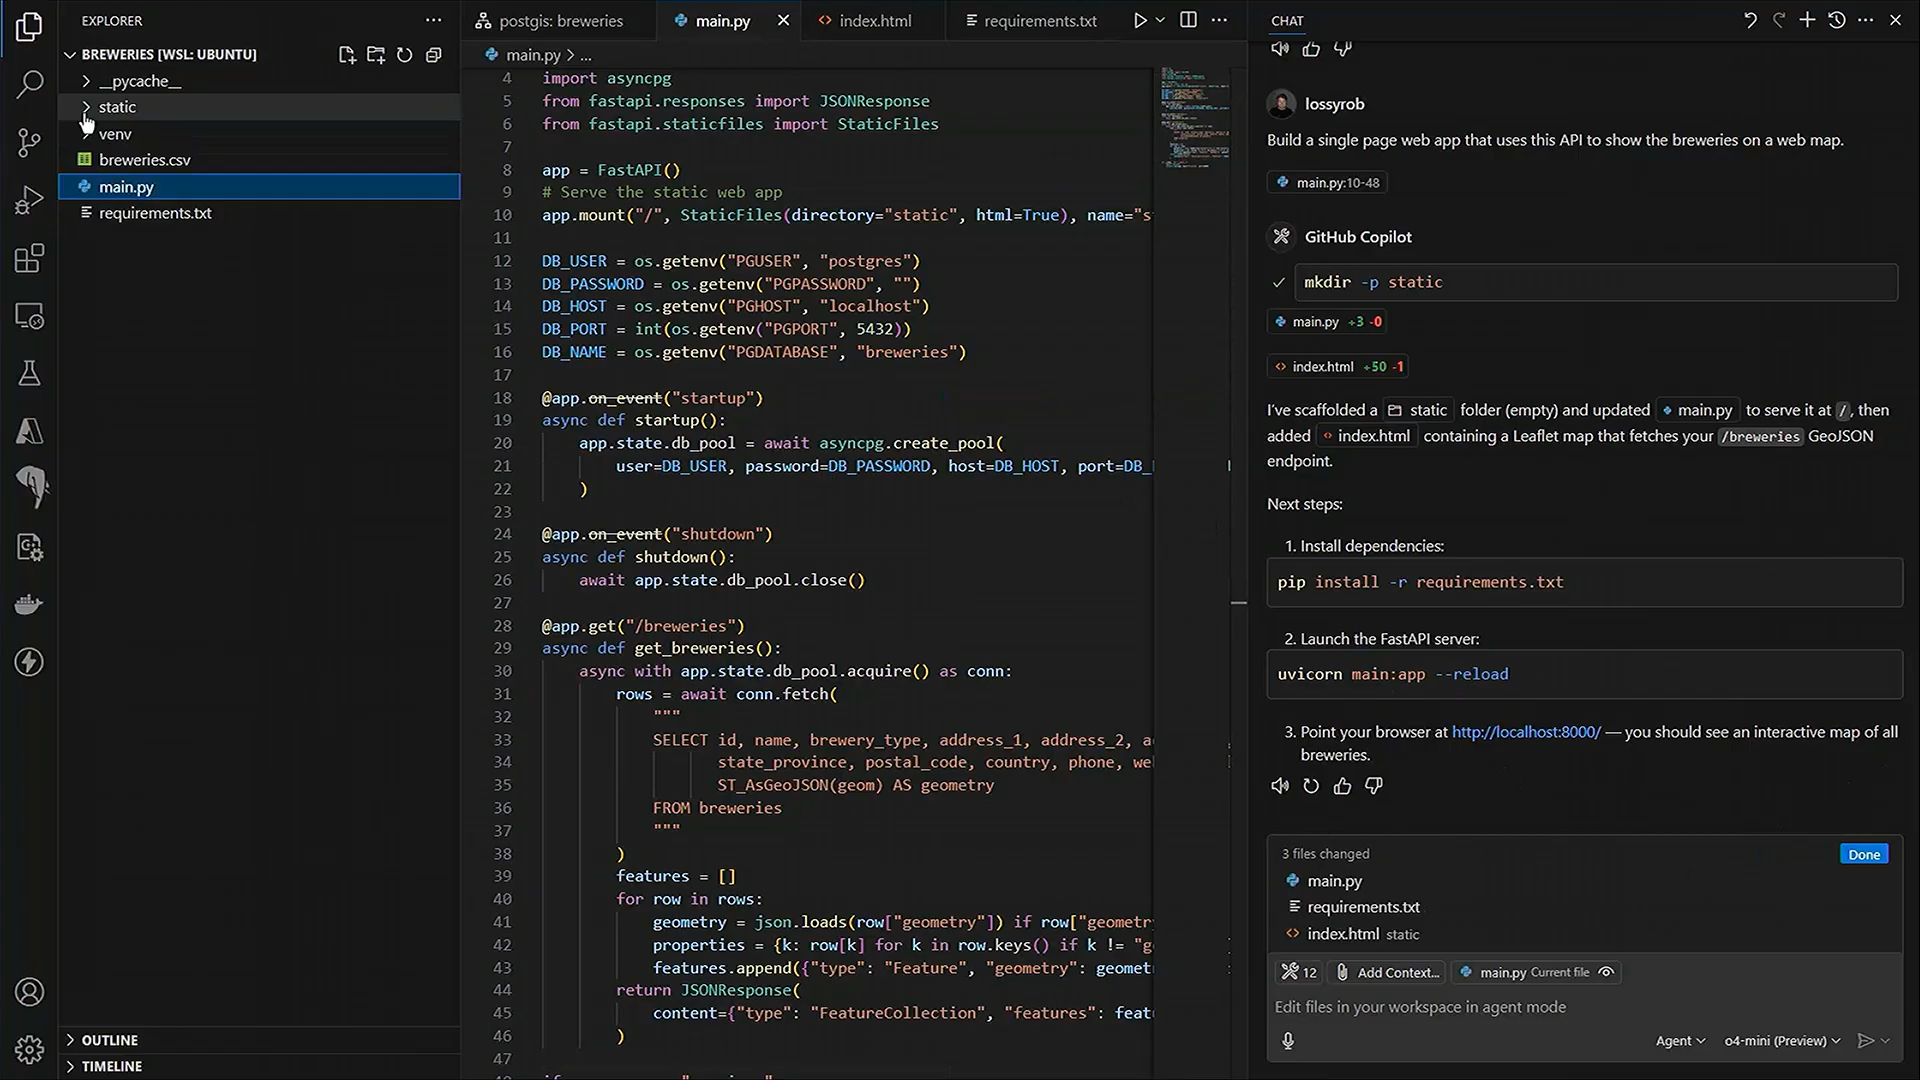 EXPLORER
BREWERIES [WSL: UBUNTU]
__pycache__
static
venv
breweries.csv
main.py
requirements.txt
OUTLINE
TIMELINE
postgis: breweries
main.py
index.html
requirements.txt
main.py > ...
4 import asyncpg
5 from fastapi.responses import JSONResponse
6 from fastapi.staticfiles import StaticFiles
7
8 app = FastAPI()
9 # Serve the static web app
10 app.mount("/", StaticFiles(directory="static", html=True), name="s
11
12 DB_USER = os.getenv("PGUSER", "postgres")
13 DB_PASSWORD = os.getenv("PGPASSWORD", "")
14 DB_HOST = os.getenv("PGHOST", "localhost")
15 DB_PORT = int(os.getenv("PGPORT", 5432))
16 DB_NAME = os.getenv("PGDATABASE", "breweries")
17
18 @app.on_event("startup")
19 async def startup():
20 app.state.db_pool = await asyncpg.create_pool(
21 user=DB_USER, password=DB_PASSWORD, host=DB_HOST, port=DB_
22 )
23
24 @app.on_event("shutdown")
25 async def shutdown():
26 await app.state.db_pool.close()
27
28 @app.get("/breweries")
29 async def get_breweries():
30 async with app.state.db_pool.acquire() as conn:
31 rows = await conn.fetch(
32 """
33 SELECT id, name, brewery_type, address_1, address_2, a
34 state_province, postal_code, country, phone, we
35 ST_AsGeoJSON(geom) AS geometry
36 FROM breweries
37 """
38 )
39 features = []
40 for row in rows:
41 geometry = json.loads(row["geometry"]) if row["geometr
42 properties = {k: row[k] for k in row.keys() if k != "g
43 features.append({"type": "Feature", "geometry": geomet
44 return JSONResponse(
45 content={"type": "FeatureCollection", "features": feat
46 )
47
CHAT
lossyrob
Build a single page web app that uses this API to show the breweries on a web map.
main.py:10-48
GitHub Copilot
mkdir -p static
main.py +3 -0
index.html +50 -1
I've scaffolded a static folder (empty) and updated main.py to serve it at /, then
added index.html containing a Leaflet map that fetches your /breweries GeoJSON
endpoint.
Next steps:
1. Install dependencies:
pip install -r requirements.txt
2. Launch the FastAPI server:
uvicorn main:app --reload
3. Point your browser at http://localhost:8000/ — you should see an interactive map of all
breweries.
3 files changed
Done
main.py
requirements.txt
index.html static
12
Add Context...
main.py Current file
Edit files in your workspace in agent mode
Agent
o4-mini (Preview)